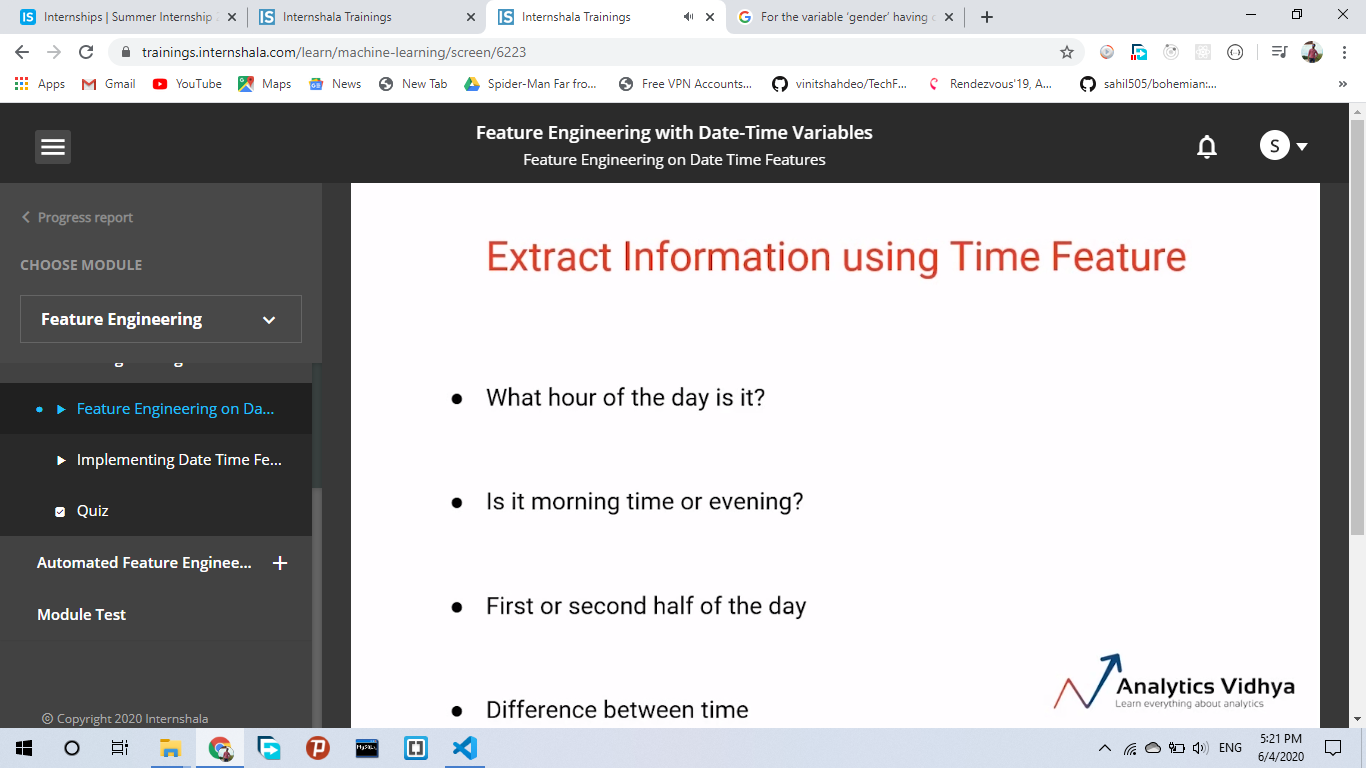 Internships | Summer Internship
Internshala Trainings
Internshala Trainings
For the variable ‘gender’ having
trainings.internshala.com/learn/machine-learning/screen/6223
Apps
Gmail
YouTube
Maps
News
New Tab
Spider-Man Far fro...
Free VPN Accounts...
vinitshahdeo/TechF...
Rendezvous'19, A...
sahil505/bohemian:...
»
Feature Engineering with Date-Time Variables
Feature Engineering on Date Time Features
S
Progress report
CHOOSE MODULE
Feature Engineering
Feature Engineering on Da...
Implementing Date Time Fe...
Quiz
Automated Feature Enginee...
Module Test
© Copyright 2020 Internshala
Extract Information using Time Feature
● What hour of the day is it?
● Is it morning time or evening?
● First or second half of the day
● Difference between time
Analytics Vidhya
Learn everything about analytics
ENG
5:21 PM
6/4/2020